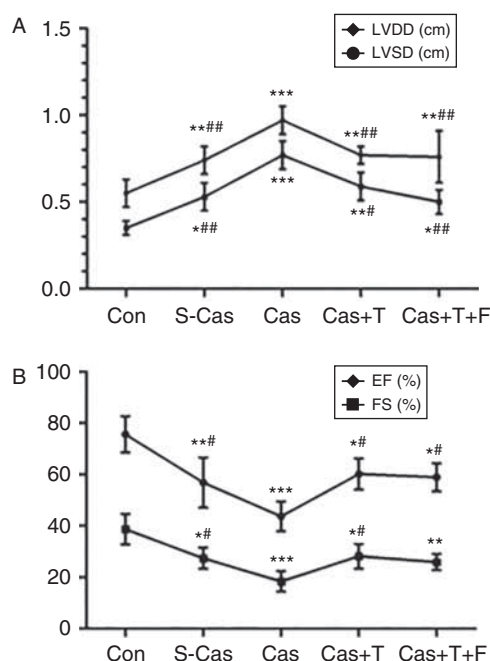 A
1.5
LVDD (cm)
LVSD (cm)
***
**## **## **##
1.0
0.5
***
*## **# *##
0.0
Con S-Cas Cas Cas+T Cas+T+F
B
100
EF (%)
FS (%)
80
**# *# *#
60
***
40
*# *# **
***
20
0
Con S-Cas Cas Cas+T Cas+T+F